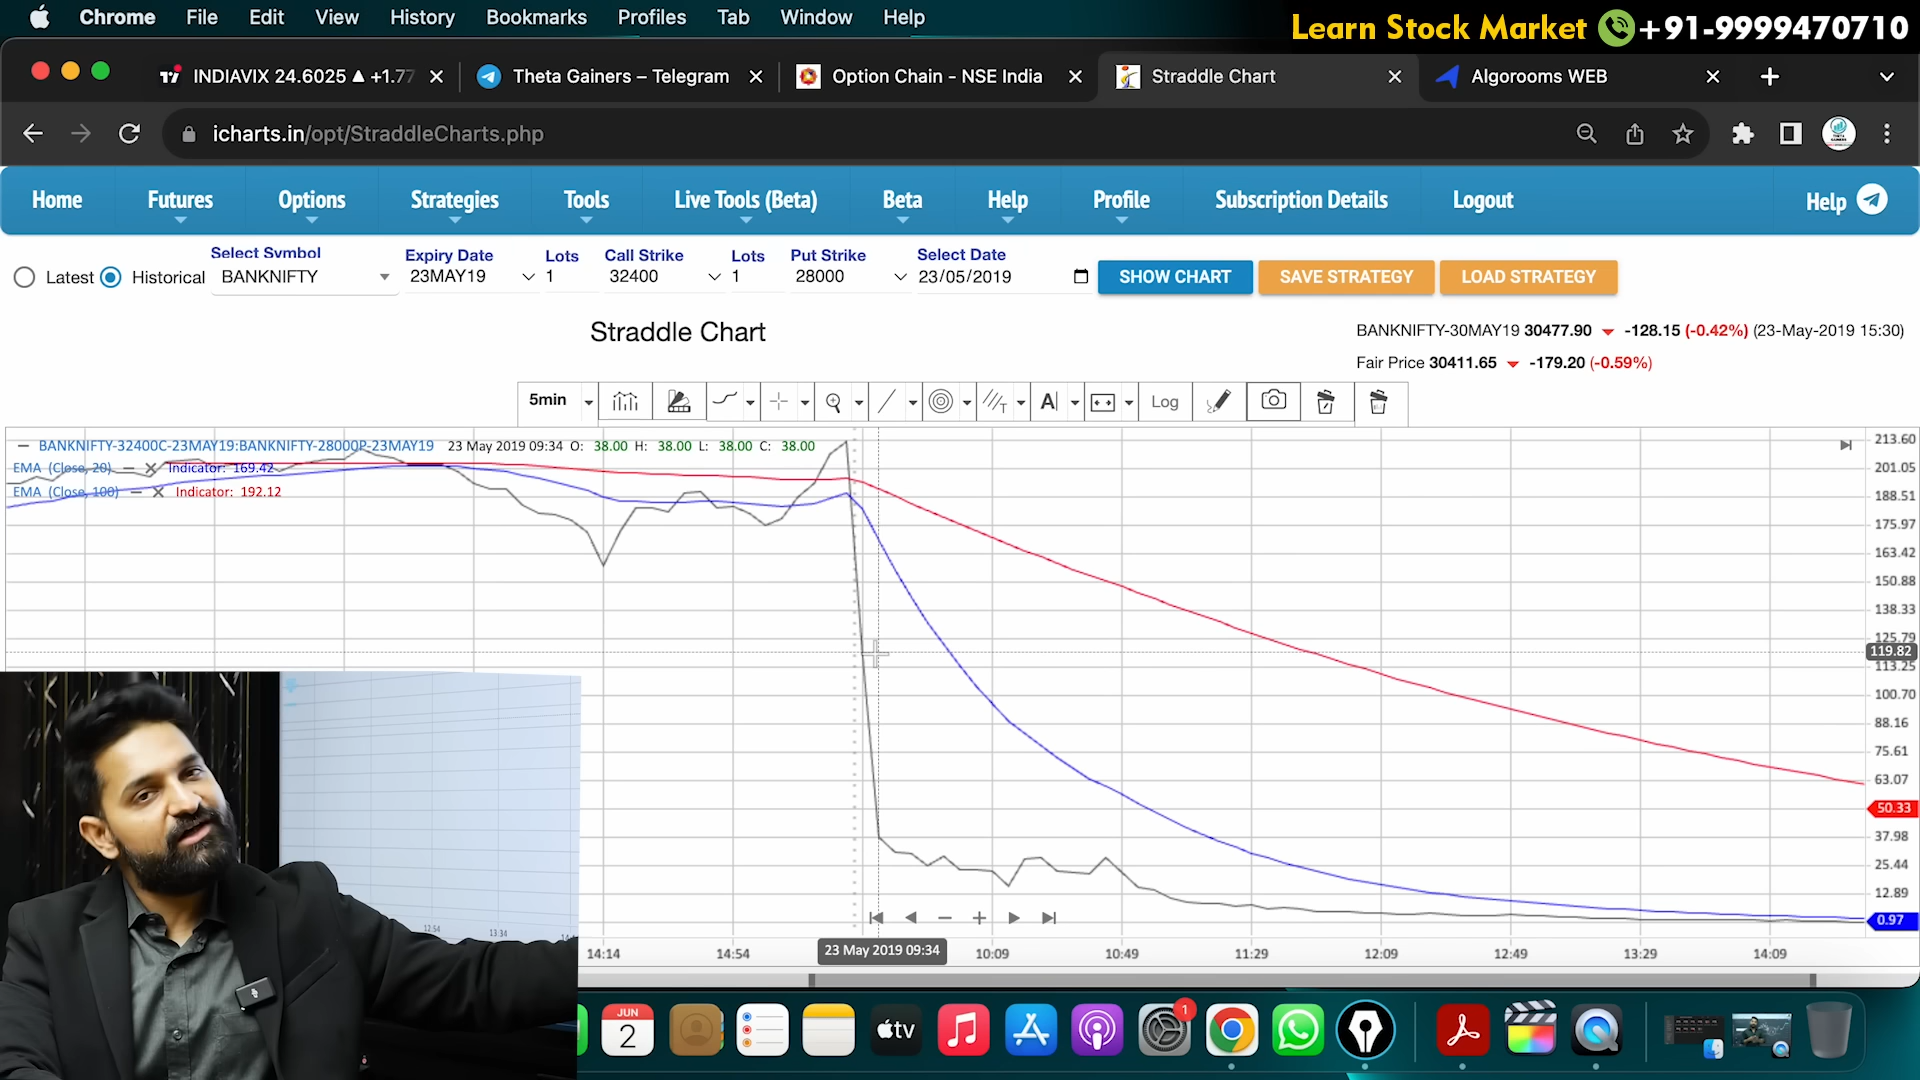 Chrome File Edit View History Bookmarks Profiles Tab Window Help
Learn Stock Market +91-9999470710
INDIAVIX 24.6025 ▲ +1.77 Theta Gainers – Telegram Option Chain - NSE India Straddle Chart Algorooms WEB
icharts.in/opt/StraddleCharts.php
Home Futures Options Strategies Tools Live Tools (Beta) Beta Help Profile Subscription Details Logout Help
Select Symbol Expiry Date Lots Call Strike Lots Put Strike Select Date
Latest Historical BANKNIFTY 23MAY19 1 32400 1 28000 23/05/2019 SHOW CHART SAVE STRATEGY LOAD STRATEGY
Straddle Chart
BANKNIFTY-30MAY19 30477.90 -128.15 (-0.42%) (23-May-2019 15:30)
Fair Price 30411.65 -179.20 (-0.59%)
5min T A Log
BANKNIFTY-32400C-23MAY19:BANKNIFTY-28000P-23MAY19 23 May 2019 09:34 O: 38.00 H: 38.00 L: 38.00 C: 38.00
EMA (Close, 20) Indicator: 169.42
EMA (Close, 100) Indicator: 192.12
213.60
201.05
188.51
175.97
163.42
150.88
138.33
125.79
119.82
113.25
100.70
88.16
75.61
63.07
50.33
37.98
25.44
12.89
0.97
12:54 13:34
14:14 14:54 23 May 2019 09:34 10:09 10:49 11:29 12:09 12:49 13:29 14:09
JUN
2
tv
1